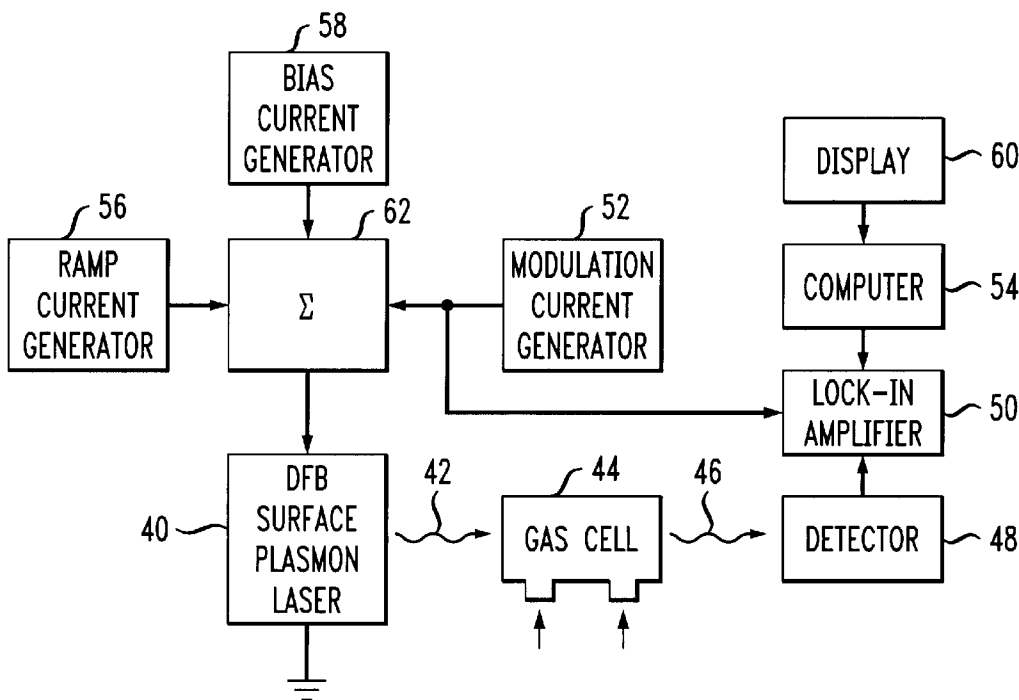 58
BIAS
CURRENT
GENERATOR
56
RAMP
CURRENT
GENERATOR
62
Σ
52
MODULATION
CURRENT
GENERATOR
DISPLAY
60
COMPUTER
54
LOCK-IN
AMPLIFIER
50
40
DFB
SURFACE
PLASMON
LASER
42
44
GAS CELL
46
DETECTOR
48